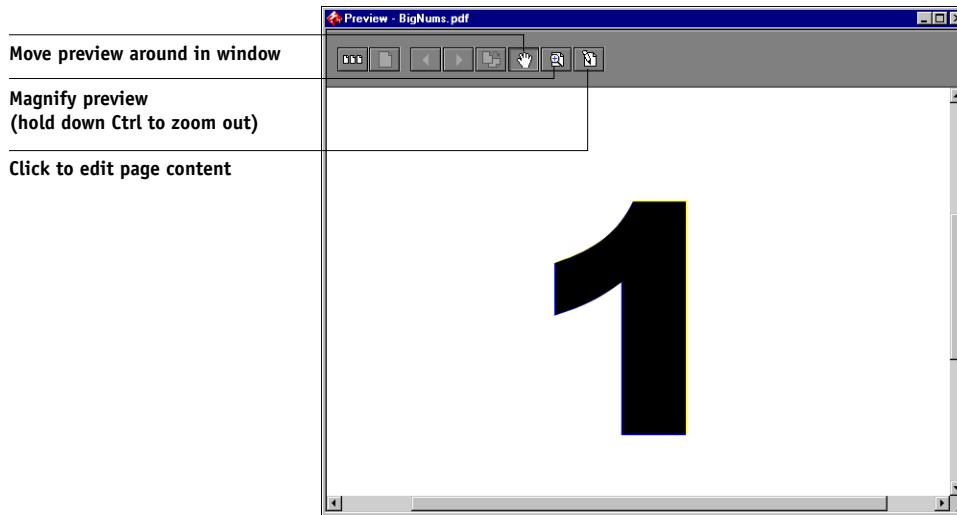 Preview - BigNums.pdf
Move preview around in window
Magnify preview
(hold down Ctrl to zoom out)
Click to edit page content
1